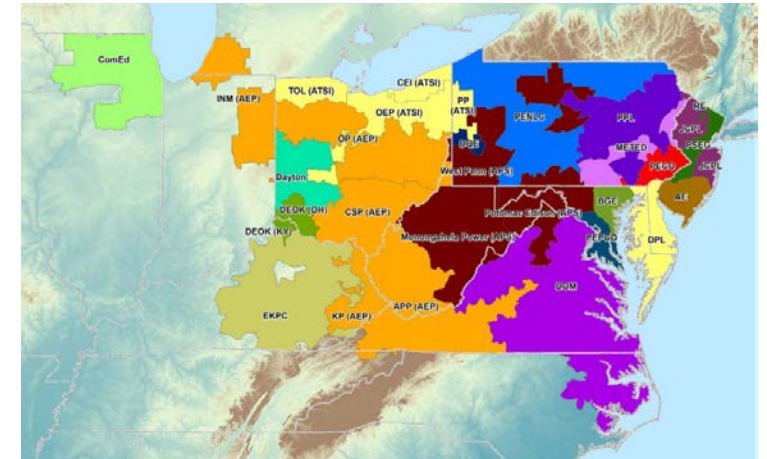 ComEd
INM (AEP)
TOL (ATSI)
CEI (ATSI)
OEP (ATSI)
PP
(ATSI)
PENLC
PPL
RE
JCPL
PSEG
METED
PECO
JCPL
OP (AEP)
DQE
West Penn (APS)
Dayton
AE
BGE
DEOK (OH)
CSP (AEP)
Potomac Edison (APS)
PEPCO
DPL
DEOK (KY)
Monongahela Power (APS)
DOM
EKPC
KP (AEP)
APP (AEP)